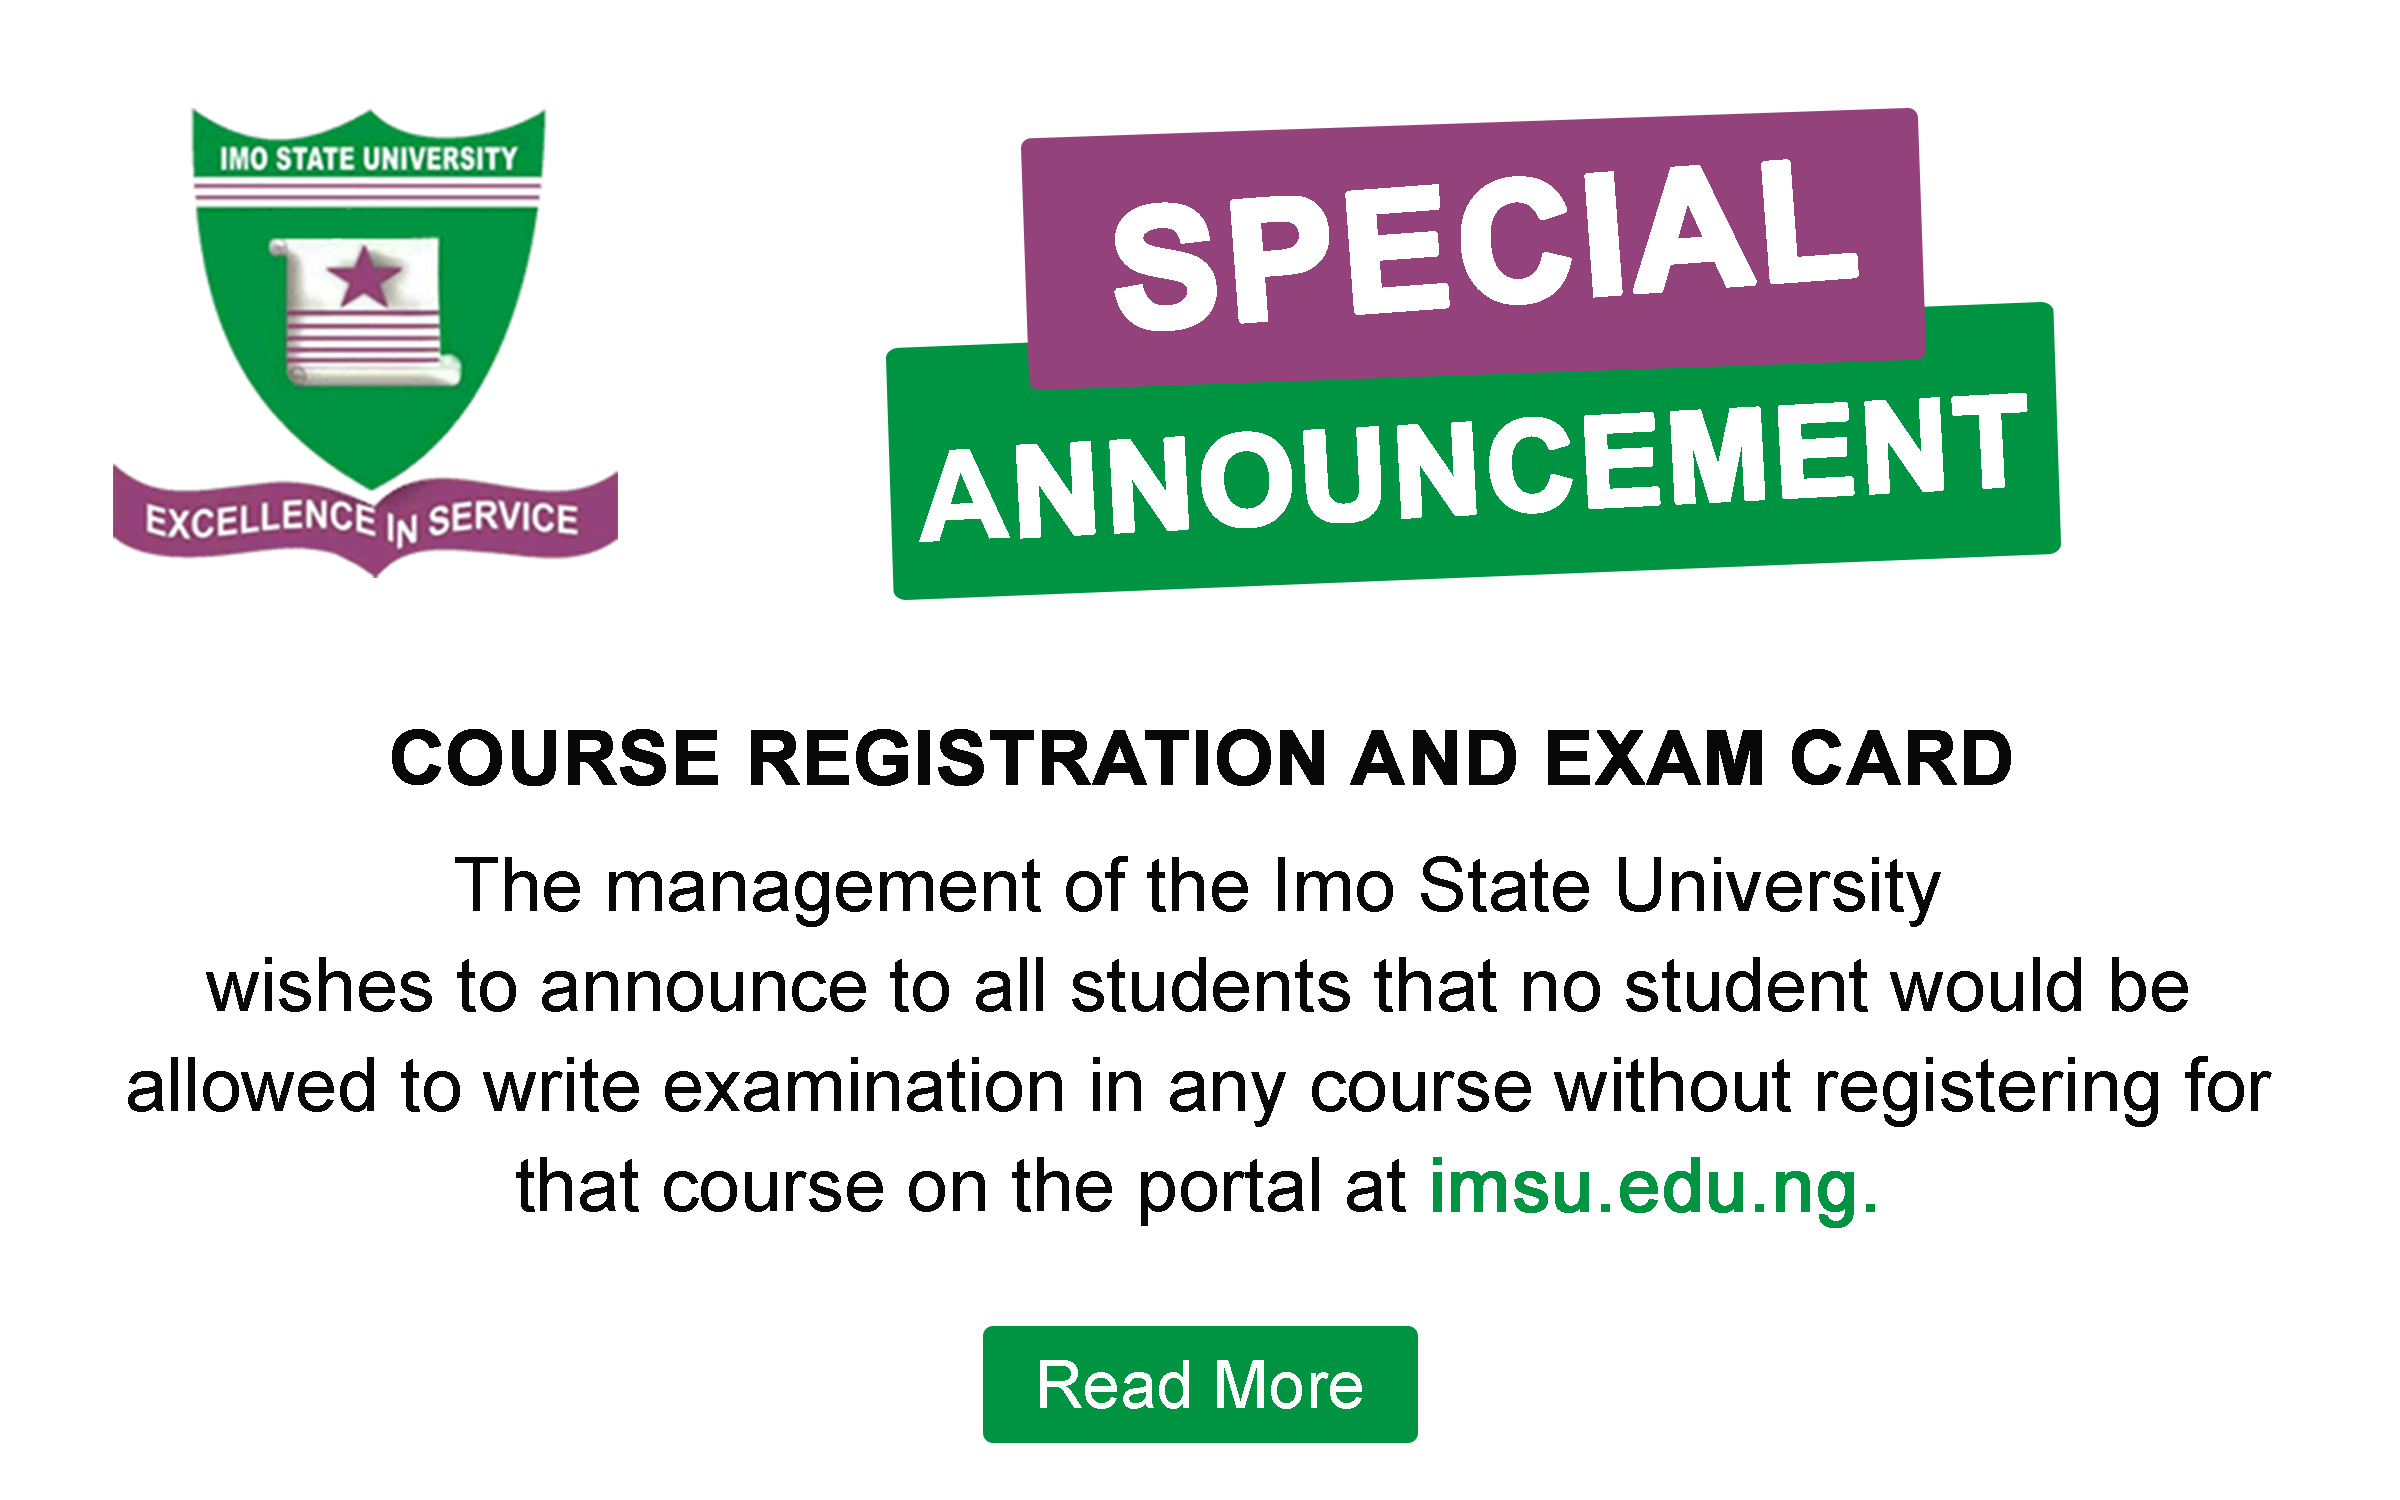 IMO STATE UNIVERSITY
EXCELLENCE IN SERVICE
SPECIAL
ANNOUNCEMENT
COURSE REGISTRATION AND EXAM CARD
The management of the Imo State University
wishes to announce to all students that no student would be
allowed to write examination in any course without registering for
that course on the portal at imsu.edu.ng.
Read More